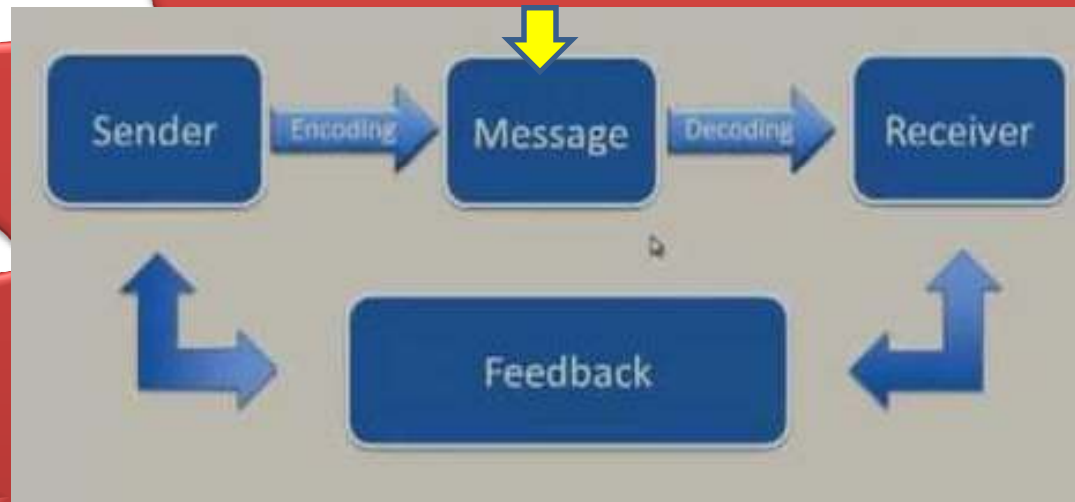 Sender
Encoding
Message
Decoding
Receiver
Feedback